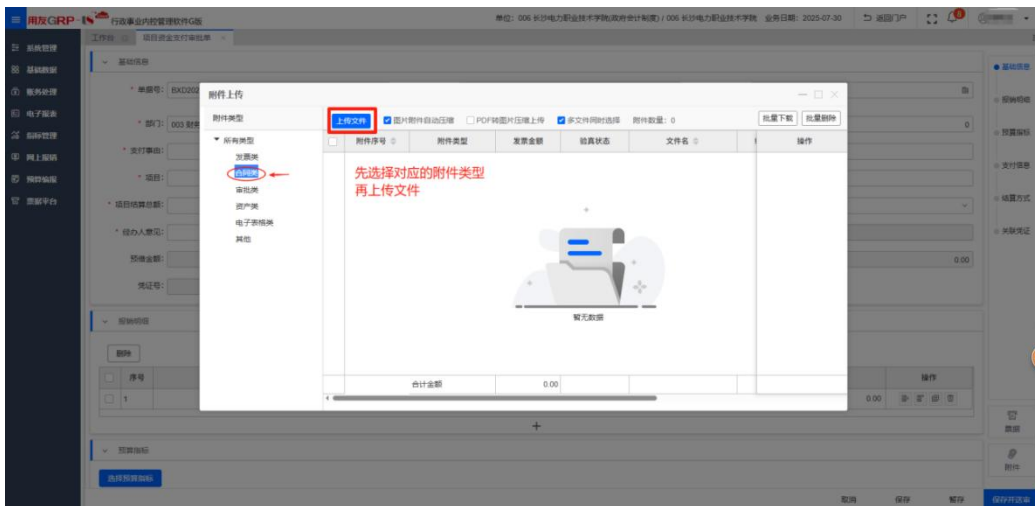 用友GRP-U8 行政事业内控管理软件G版
单位：006 长沙电力职业技术学院(政府会计制度) / 006 长沙电力职业技术学院 业务日期：2025-07-30 返回门户 8
工作台 项目资金支付审批单
系统管理
基础数据
账务处理
电子报表
指标管理
网上报销
预算编报
票据平台
基础信息
* 单据号： BXD202
* 部门： 003 财
0
* 支付事由：
* 项目：
* 项目结算总额：
* 经办人意见：
预缴金额：
0.00
凭证号：
附件上传
附件类型
所有类型
发票类
合同类
审批类
资产类
电子表格类
其他
上传文件 图片附件自动压缩 PDF转图片压缩上传 多文件同时选择 附件数量：0 批量下载 批量删除
附件序号 附件类型 发票金额 验真状态 文件名 操作
先选择对应的附件类型
再上传文件
暂无数据
合计金额 0.00
报销明细
删除
序号 操作
1 0.00
+
预算指标
选择预算指标
取消 保存 暂存 保存并送审
基础信息
报销明细
预算指标
支付信息
结算方式
关联凭证
票据
附件